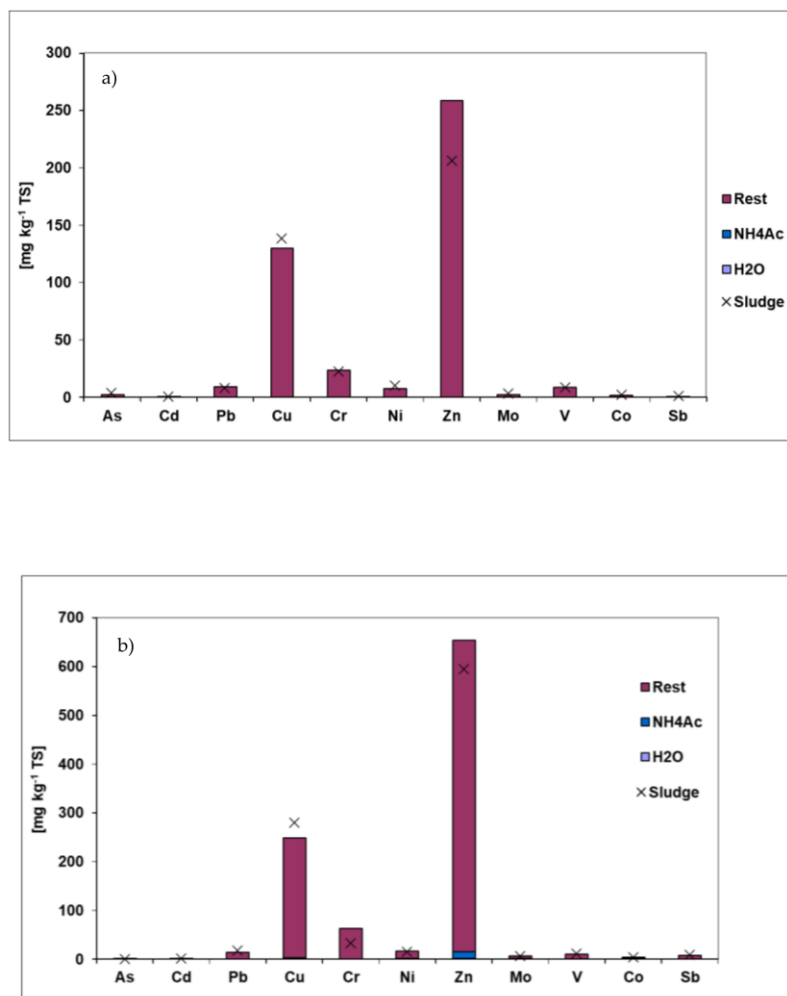 a)
[mg kg⁻¹ TS]
300
250
200
150
100
50
0
As Cd Pb Cu Cr Ni Zn Mo V Co Sb
Rest
NH4Ac
H2O
Sludge
b)
[mg kg⁻¹ TS]
700
600
500
400
300
200
100
0
As Cd Pb Cu Cr Ni Zn Mo V Co Sb
Rest
NH4Ac
H2O
Sludge